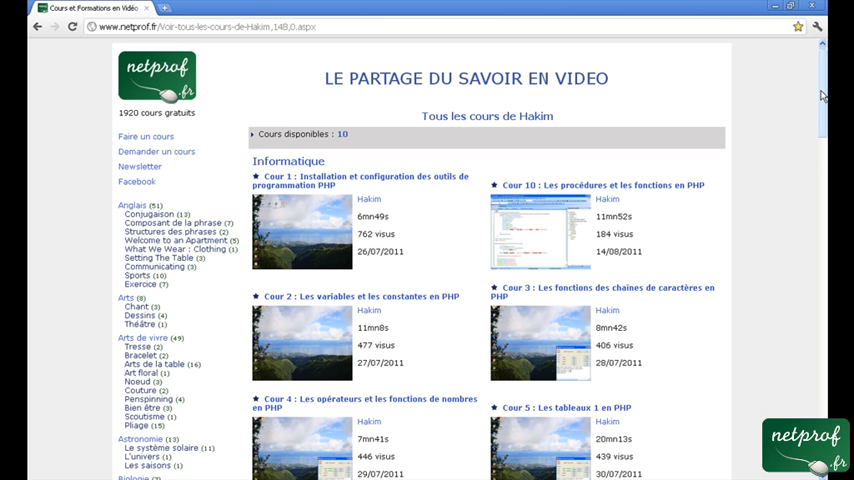 Cours et Formations en Vidéo
www.netprof.fr/Voir-tous-les-cours-de-Hakim,148,0.aspx
netprof
.fr
1920 cours gratuits
Faire un cours
Demander un cours
Newsletter
Facebook
Anglais (51)
Conjugaison (13)
Composant de la phrase (7)
Structures des phrases (2)
Welcome to an Apartment (5)
What We Wear : Clothing (1)
Setting The Table (3)
Communicating (3)
Sports (10)
Exercice (7)
Arts (8)
Chant (3)
Dessins (4)
Théâtre (1)
Arts de vivre (49)
Tresse (2)
Bracelet (2)
Arts de la table (16)
Art floral (1)
Noeud (3)
Couture (2)
Penspinning (4)
Bien être (3)
Scoutisme (1)
Pliage (15)
Astronomie (13)
Le système solaire (11)
L'univers (1)
Les saisons (1)
Biologie
LE PARTAGE DU SAVOIR EN VIDEO
Tous les cours de Hakim
Cours disponibles : 10
Informatique
Cour 1 : Installation et configuration des outils de
programmation PHP
Hakim
6mn49s
762 visus
26/07/2011
Cour 10 : Les procédures et les fonctions en PHP
Hakim
11mn52s
184 visus
14/08/2011
Cour 2 : Les variables et les constantes en PHP
Hakim
11mn8s
477 visus
27/07/2011
Cour 3 : Les fonctions des chaînes de caractères en
PHP
Hakim
8mn42s
406 visus
28/07/2011
Cour 4 : Les opérateurs et les fonctions de nombres
en PHP
Hakim
7mn41s
446 visus
29/07/2011
Cour 5 : Les tableaux 1 en PHP
Hakim
20mn13s
439 visus
30/07/2011
netprof
.fr